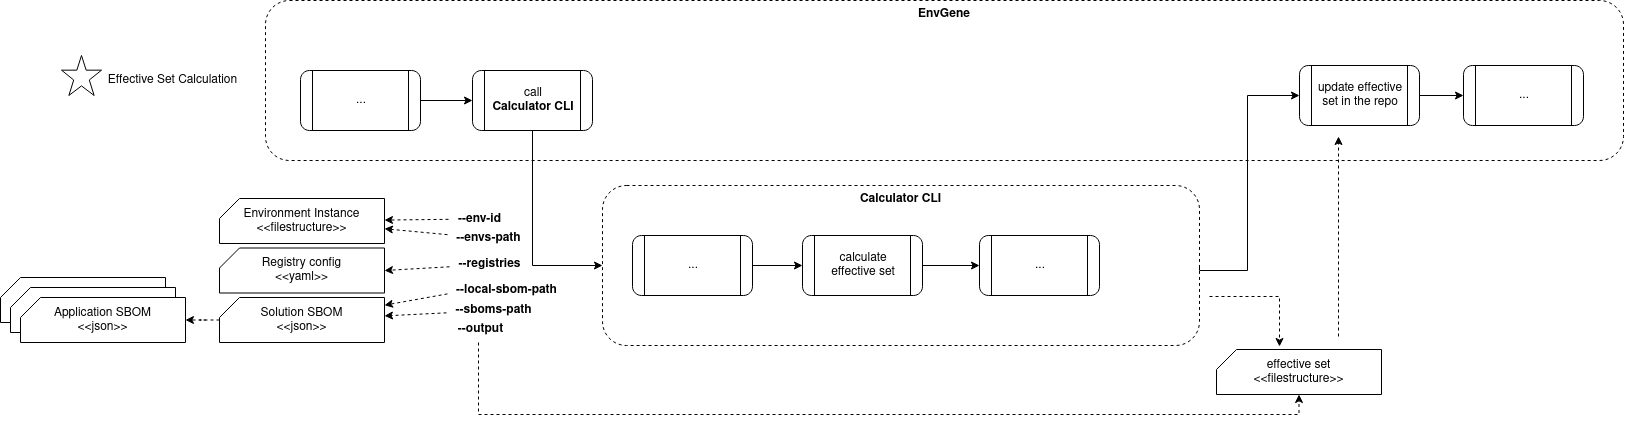 EnvGene
Effective Set Calculation
...
call
Calculator CLI
update effective
set in the repo
...
Calculator CLI
Environment Instance
<<filestructure>>
--env-id
--envs-path
Registry config
<<yaml>>
--registries
...
calculate
effective set
...
--local-sbom-path
--sboms-path
--output
Application SBOM
<<json>>
Solution SBOM
<<json>>
effective set
<<filestructure>>